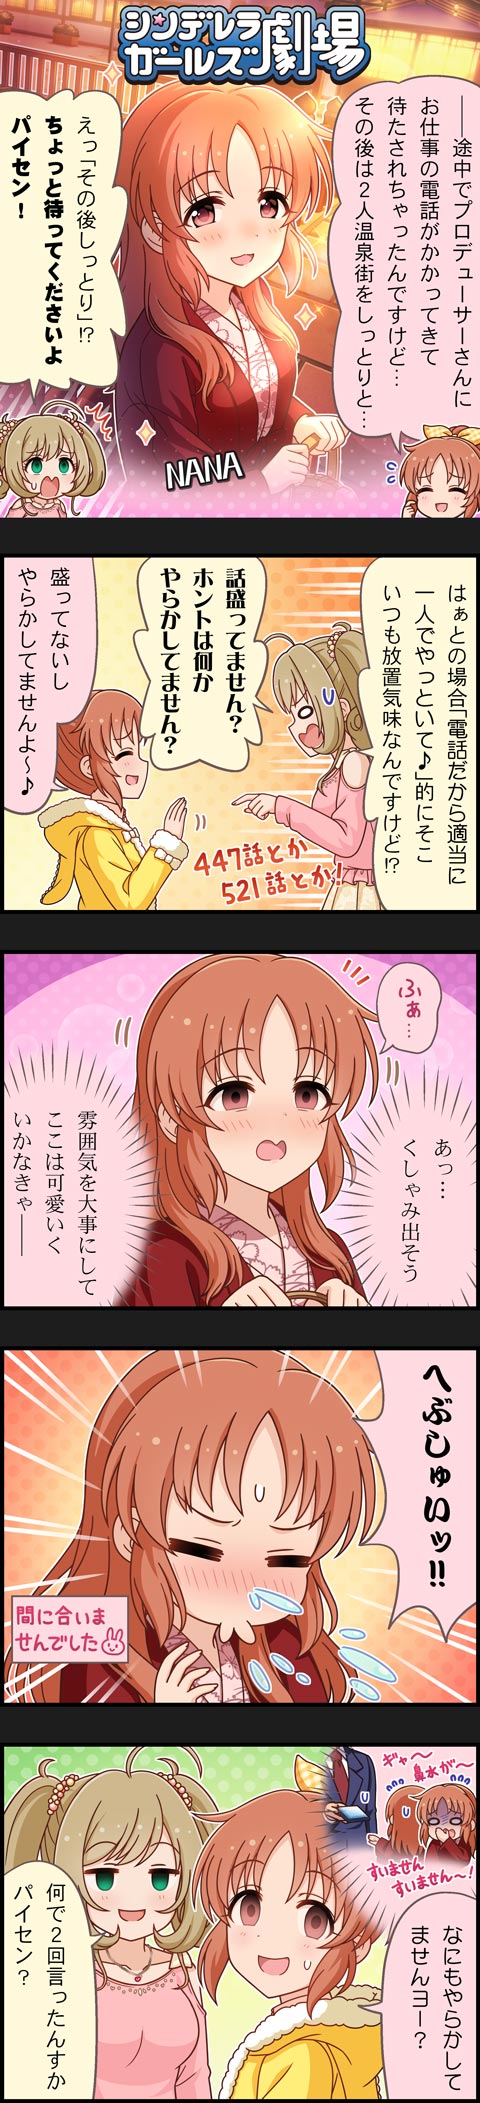 シンデレラ
ガールズ劇場
――途中でプロデューサーさんに
お仕事の電話がかかってきて
待たされちゃったんですけど…
その後は2人温泉街をしっとりと…
えっ「その後しっとり」!?
ちょっと待ってくださいよ
パイセン！
NANA
はぁとの場合「電話だから適当に
一人でやっといて♪」的にそこ
いつも放置気味なんですけど!?
話盛ってません？
ホントは何か
やらかしてません？
盛ってないし
やらかしてませんよ～♪
447話とか
521話とか！
ふぁ…
あっ…
くしゃみ出そう
雰囲気を大事にして
ここは可愛いく
いかなきゃ――
へぶしゅいッ!!
間に合いま
せんでした
ギャ～
鼻水が～
すいません
すいません～！
なにもやらかして
ませんヨー？
何で2回言ったんすか
パイセン？